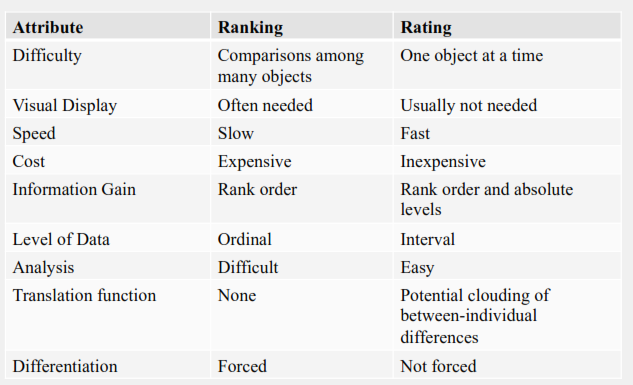 Attribute Ranking Rating
Difficulty Comparisons among One object at a time
many objects
Visual Display Often needed Usually not needed
Speed Slow Fast
Cost Expensive Inexpensive
Information Gain Rank order Rank order and absolute
levels
Level of Data Ordinal Interval
Analysis Difficult Easy
Translation function None Potential clouding of
between-individual
differences
Differentiation Forced Not forced